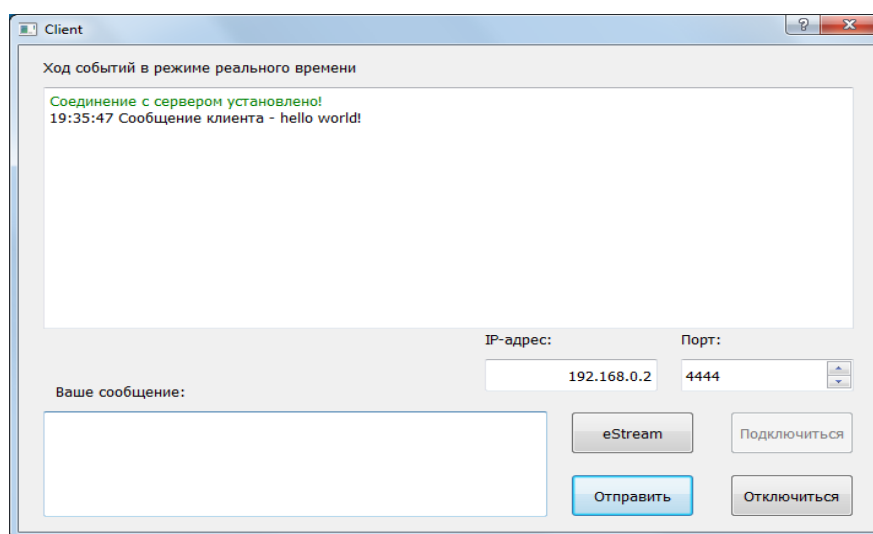 Client
Ход событий в режиме реального времени
Соединение с сервером установлено!
19:35:47 Сообщение клиента - hello world!
IP-адрес:
Порт:
192.168.0.2
4444
Ваше сообщение:
eStream
Подключиться
Отправить
Отключиться